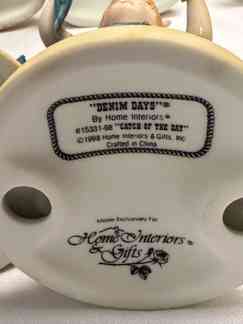 "DENIM DAYS"®
By Home Interiors®
#15331-98 "CATCH OF THE DAY"
©1998 Home Interiors & Gifts, Inc
Crafted in China
Made Exclusively For
Home Interiors®
& Gifts